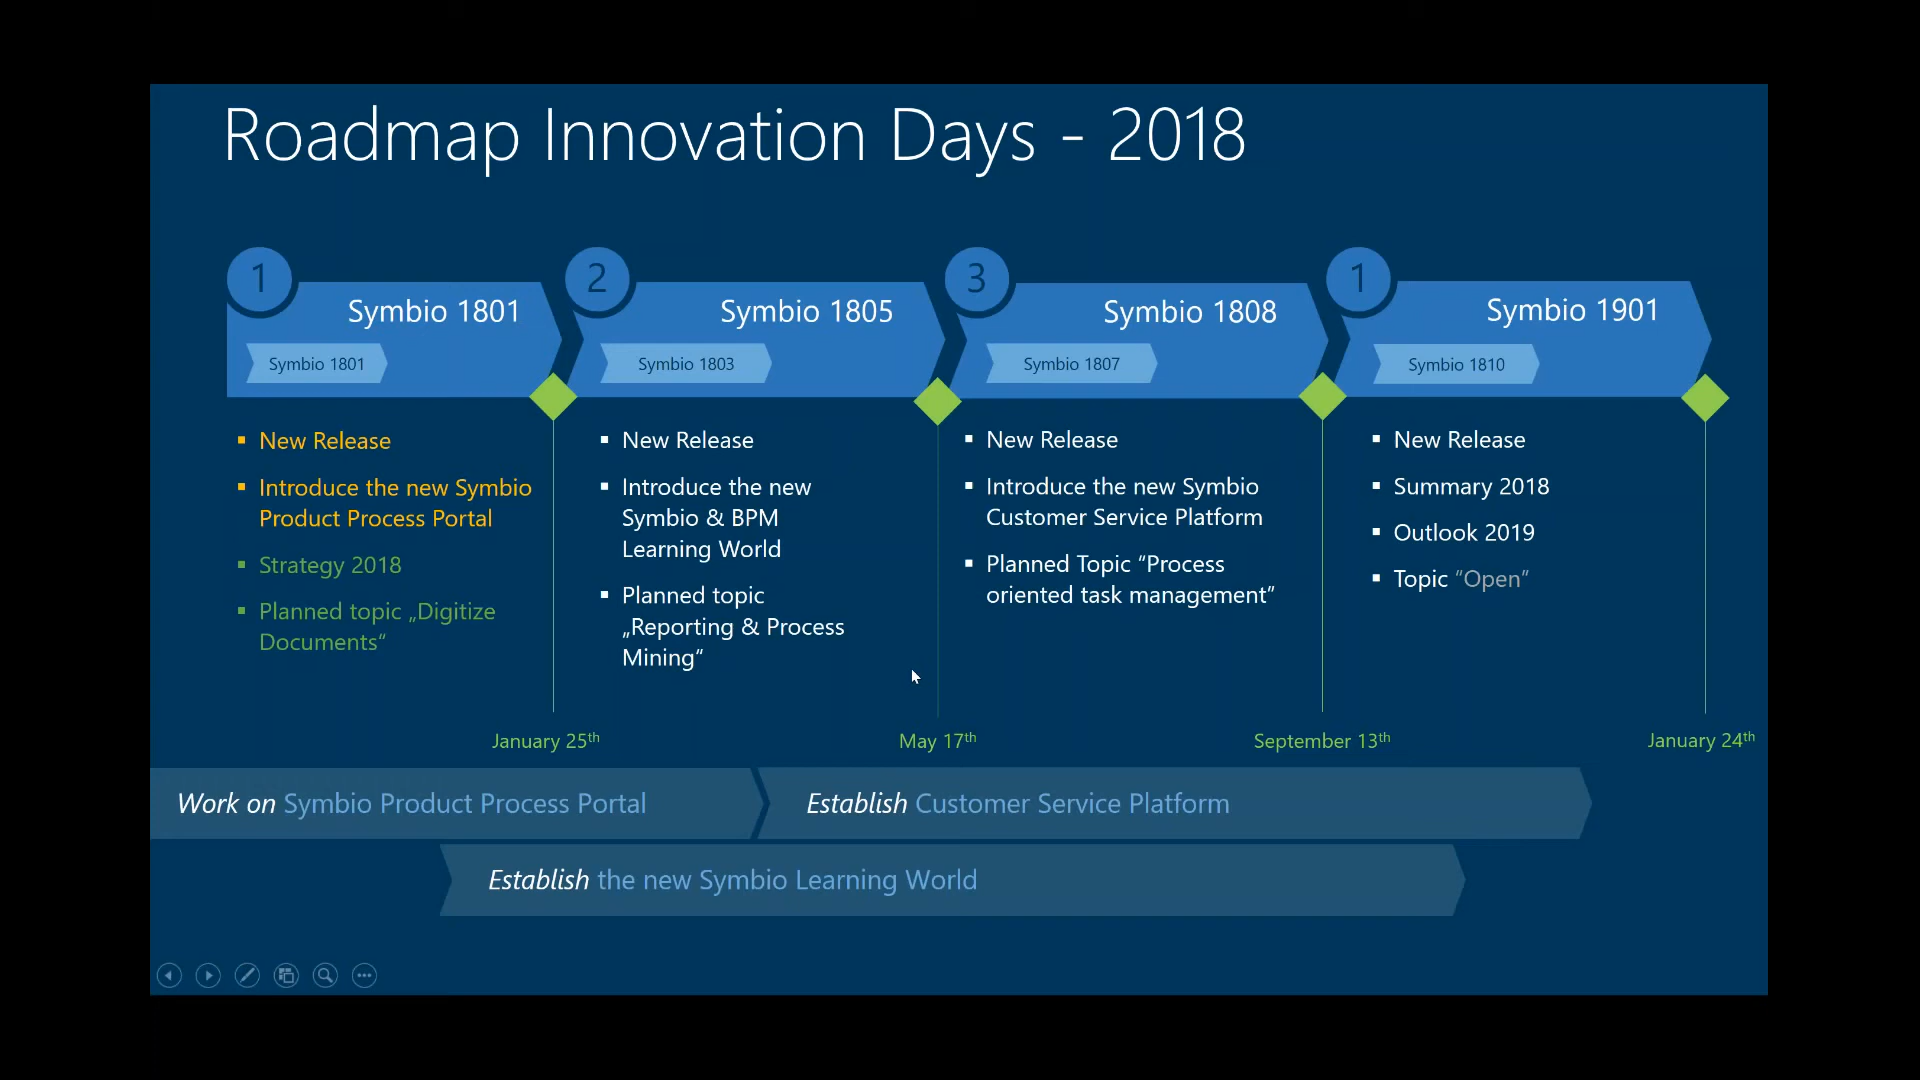 Roadmap Innovation Days - 2018
1
Symbio 1801
Symbio 1801
2
Symbio 1805
Symbio 1803
3
Symbio 1808
Symbio 1807
1
Symbio 1901
Symbio 1810
▪ New Release
▪ Introduce the new Symbio
Product Process Portal
▪ Strategy 2018
▪ Planned topic „Digitize
Documents“
▪ New Release
▪ Introduce the new
Symbio & BPM
Learning World
▪ Planned topic
„Reporting & Process
Mining“
▪ New Release
▪ Introduce the new Symbio
Customer Service Platform
▪ Planned Topic “Process
oriented task management”
▪ New Release
▪ Summary 2018
▪ Outlook 2019
▪ Topic “Open”
January 25th
May 17th
September 13th
January 24th
Work on Symbio Product Process Portal
Establish Customer Service Platform
Establish the new Symbio Learning World